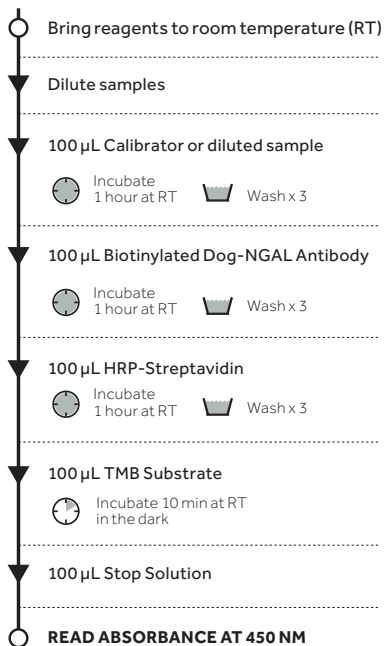 Bring reagents to room temperature (RT)
Dilute samples
100 µL Calibrator or diluted sample
Incubate
1 hour at RT
Wash x 3
100 µL Biotinylated Dog-NGAL Antibody
Incubate
1 hour at RT
Wash x 3
100 µL HRP-Streptavidin
Incubate
1 hour at RT
Wash x 3
100 µL TMB Substrate
Incubate 10 min at RT
in the dark
100 µL Stop Solution
READ ABSORBANCE AT 450 NM